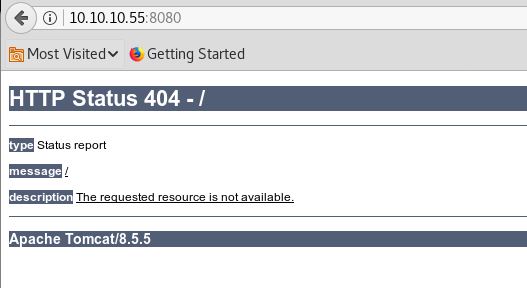 10.10.10.55:8080
Most Visited Getting Started
HTTP Status 404 - /
type Status report
message /
description The requested resource is not available.
Apache Tomcat/8.5.5